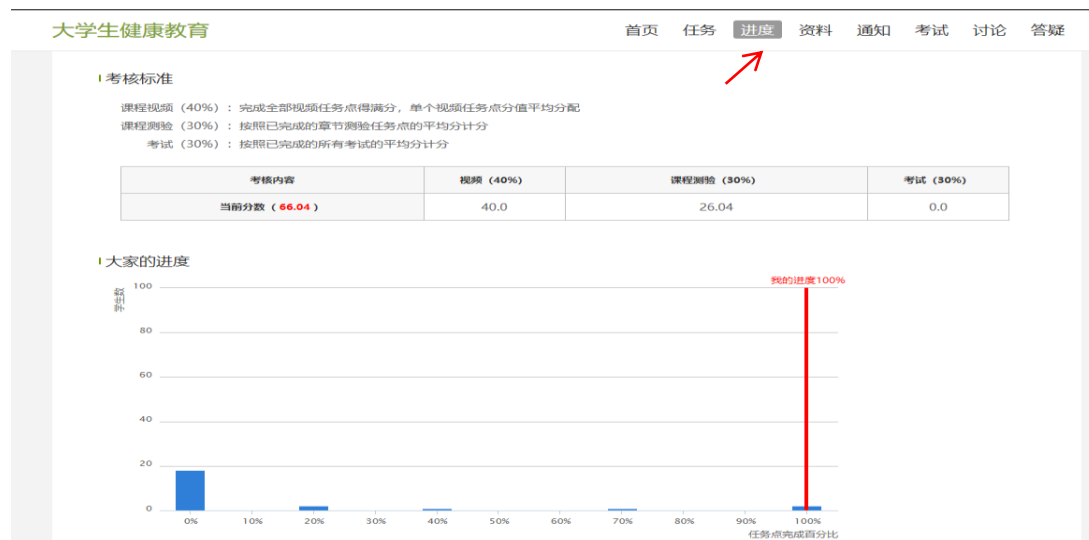 大学生健康教育
首页 任务 进度 资料 通知 考试 讨论 答疑
考核标准
课程视频（40%）: 完成全部视频任务点得满分，单个视频任务点分值平均分配
课程测验（30%）: 按照已完成的章节测验任务点的平均分计分
考试（30%）: 按照已完成的所有考试的平均分计分
考核内容 视频（40%） 课程测验（30%） 考试（30%）
当前分数（66.04） 40.0 26.04 0.0
大家的进度
我的进度100%
学生数
100
80
60
40
20
0
0% 10% 20% 30% 40% 50% 60% 70% 80% 90% 100%
任务点完成百分比